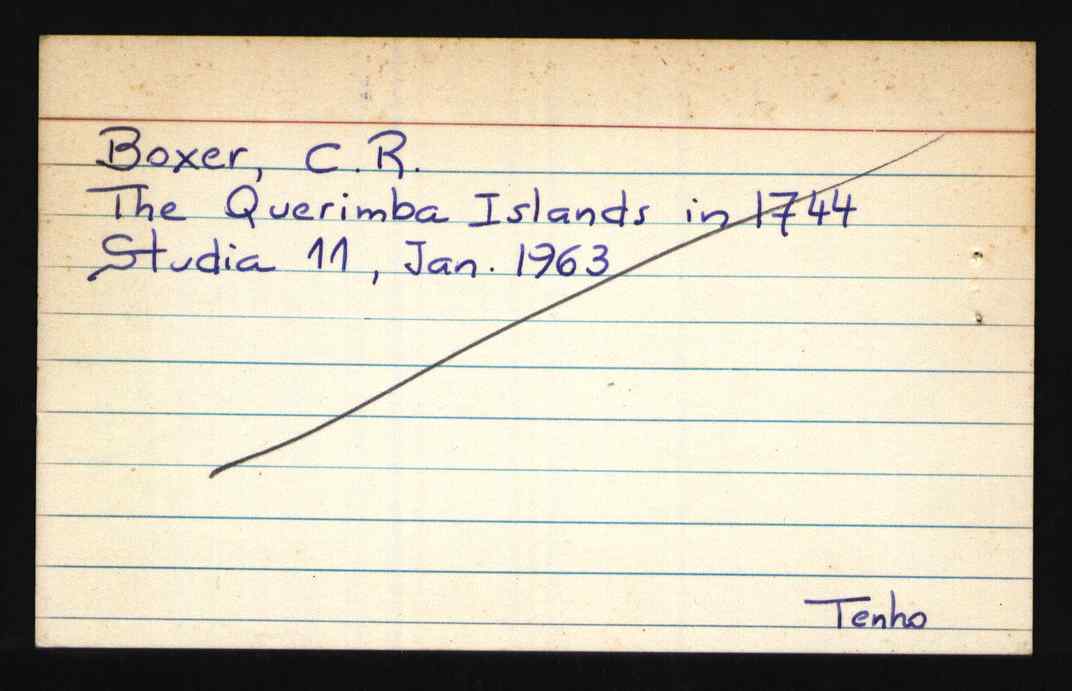 Boxer, C.R.
The Querimba Islands in 1744
Studia 11, Jan. 1963
Tenho